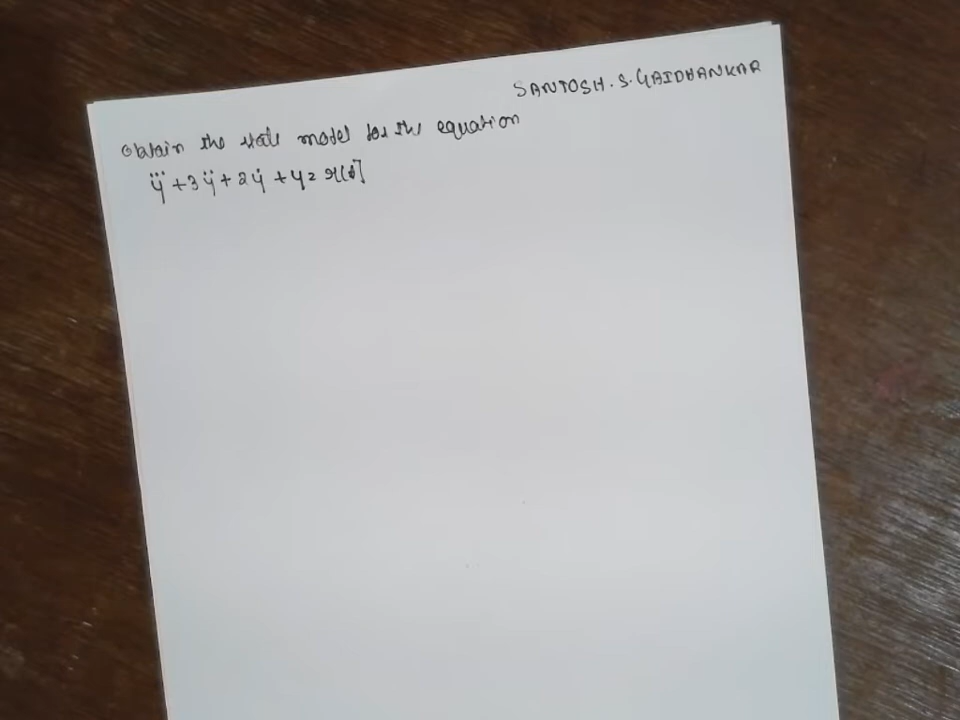 SANTOSH.S.GAIDHANKAR
Obtain the state model for the equation
y⃛ + 3ÿ + 2ẏ + y = r(t)